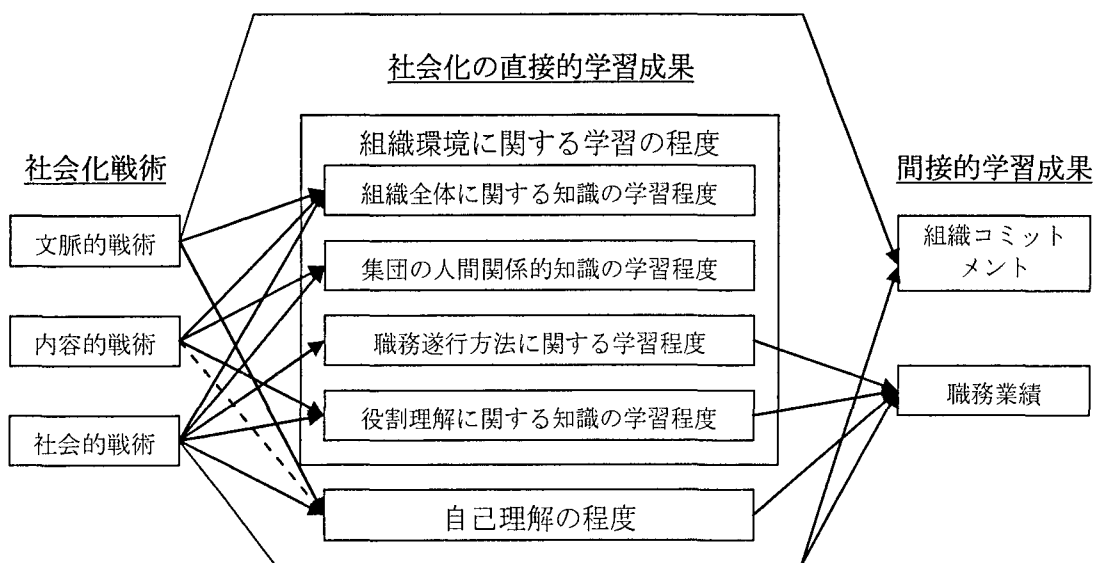 社会化の直接的学習成果
組織環境に関する学習の程度
社会化戦術
間接的学習成果
組織全体に関する知識の学習程度
文脈的戦術
組織コミット
メント
集団の人間関係的知識の学習程度
内容的戦術
職務遂行方法に関する学習程度
職務業績
役割理解に関する知識の学習程度
社会的戦術
自己理解の程度